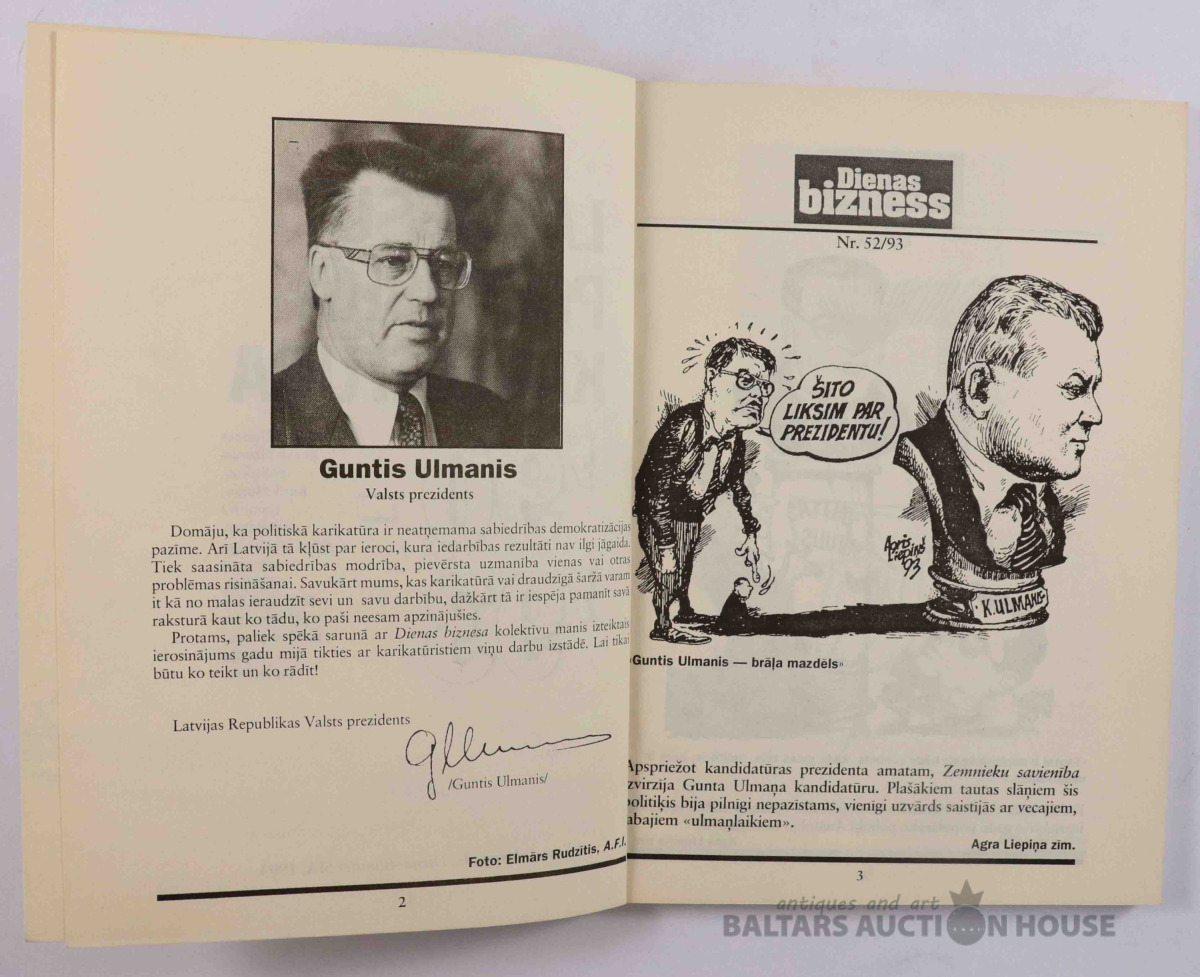 Guntis Ulmanis
Valsts prezidents
Domāju, ka politiskā karikatūra ir neatņemama sabiedrības demokratizācijas
pazīme. Arī Latvijā tā kļūst par ieroci, kura iedarbības rezultāti nav ilgi jāgaida.
Tiek saasināta sabiedrības modrība, pievērsta uzmanība vienas vai otras
problēmas risināšanai. Savukārt mums, kas karikatūrā vai draudzīgā šaržā varam
it kā no malas ieraudzīt sevi un savu darbību, dažkārt tā ir iespēja pamanīt savā
raksturā kaut ko tādu, ko paši neesam apzinājušies.
Protams, paliek spēkā sarunā ar Dienas biznesa kolektīvu manis izteiktais
ierosinājums gadu mijā tikties ar karikatūristiem viņu darbu izstādē. Lai tikai
būtu ko teikt un ko rādīt!
Latvijas Republikas Valsts prezidents
/Guntis Ulmanis/
Foto: Elmārs Rudzītis, A.F.I.
2
Dienas
bizness
Nr. 52/93
ŠITO
LIKSIM PAR
PREZIDENTU!
Agris
Liepiņš
93
K.ULMANIS
«Guntis Ulmanis — brāļa mazdēls»
Apspriežot kandidatūras prezidenta amatam, Zemnieku savienība
izvirzīja Gunta Ulmaņa kandidatūru. Plašākiem tautas slāņiem šis
politiķis bija pilnīgi nepazīstams, vienīgi uzvārds saistījās ar vecajiem,
labajiem «ulmaņlaikiem».
Agra Liepiņa zīm.
3
antiques and art
BALTARS AUCTION HOUSE